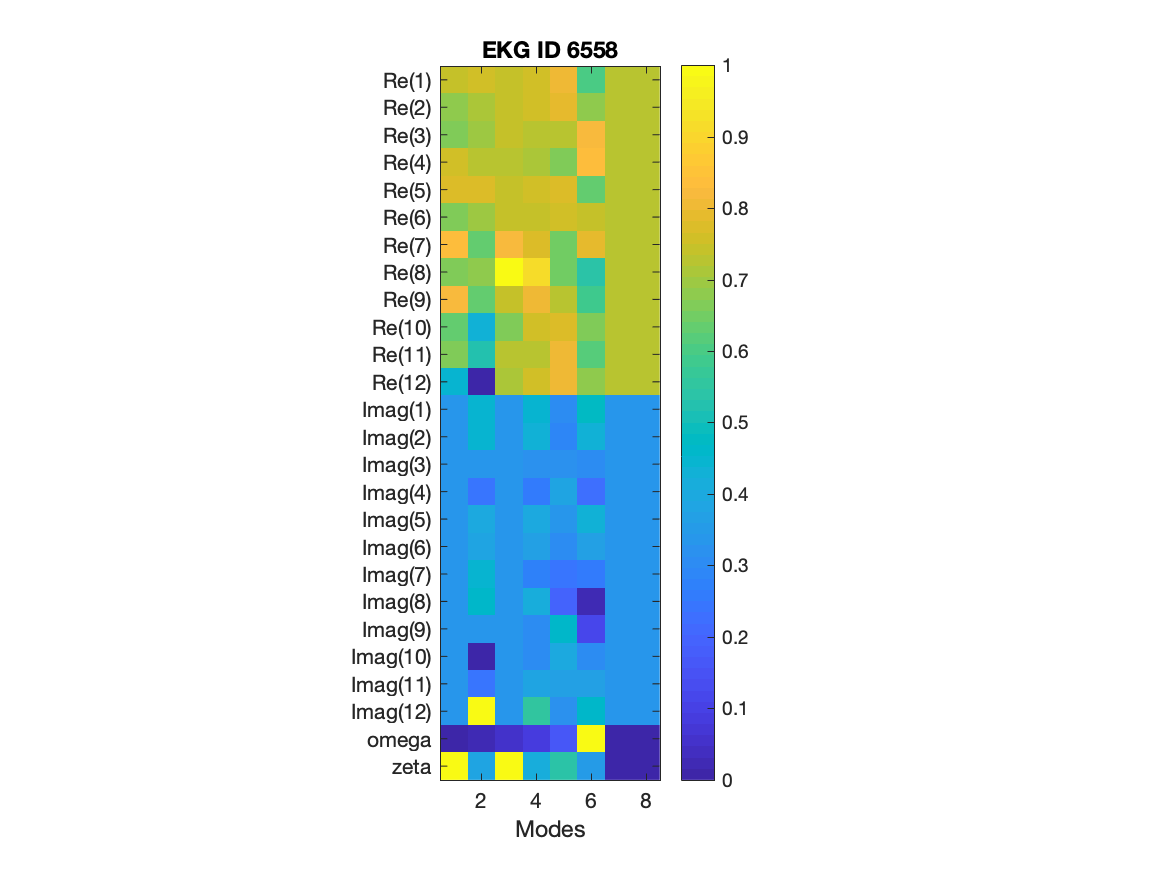 EKG ID 6558
Re(1)
Re(2)
Re(3)
Re(4)
Re(5)
Re(6)
Re(7)
Re(8)
Re(9)
Re(10)
Re(11)
Re(12)
Imag(1)
Imag(2)
Imag(3)
Imag(4)
Imag(5)
Imag(6)
Imag(7)
Imag(8)
Imag(9)
Imag(10)
Imag(11)
Imag(12)
omega
zeta
2 4 6 8
Modes
1
0.9
0.8
0.7
0.6
0.5
0.4
0.3
0.2
0.1
0